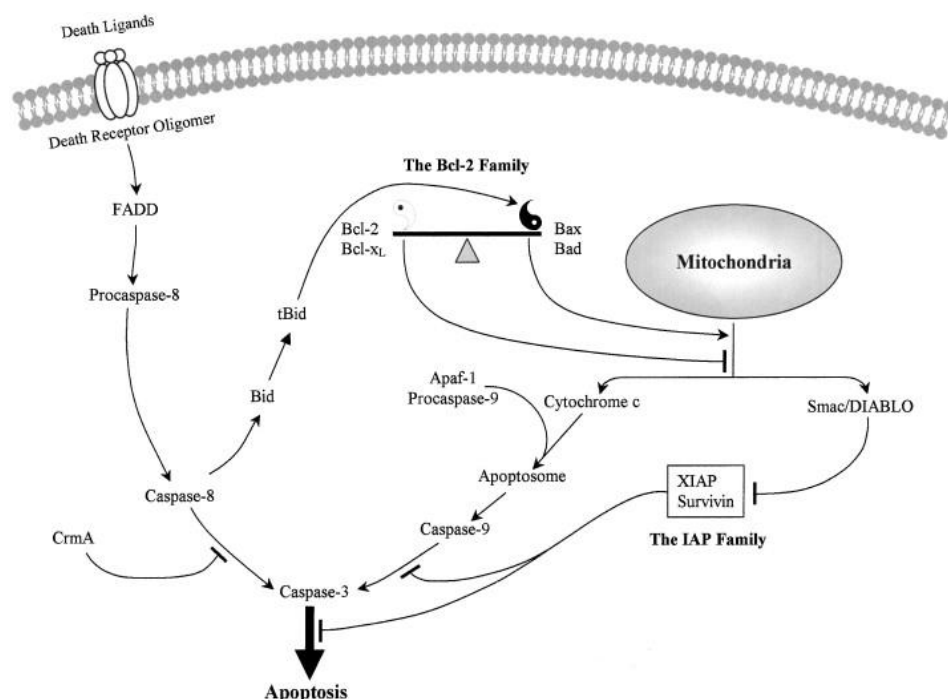 Death Ligands
Death Receptor Oligomer
The Bcl-2 Family
FADD
Bcl-2
Bcl-xL
Bax
Bad
Mitochondria
Procaspase-8
tBid
Bid
Apaf-1
Procaspase-9
Cytochrome c
Smac/DIABLO
Apoptosome
Caspase-8
XIAP
Survivin
Caspase-9
The IAP Family
CrmA
Caspase-3
Apoptosis